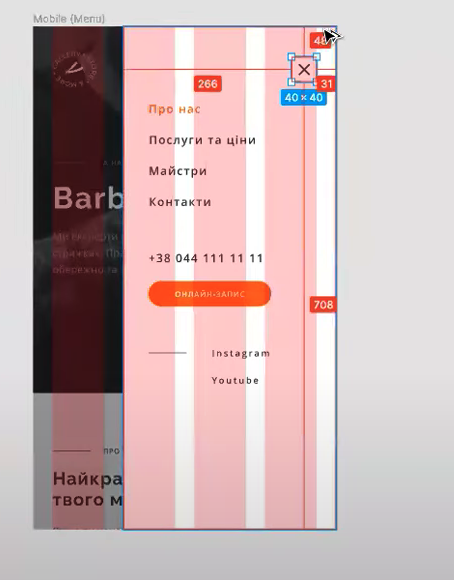 Mobile (Menu)
48
31
266
40 × 40
Про нас
Послуги та ціни
Майстри
Контакти
+38 044 111 11 11
ОНЛАЙН-ЗАПИС
708
Instagram
Youtube
Barb
ПРО
Найкра
твого м